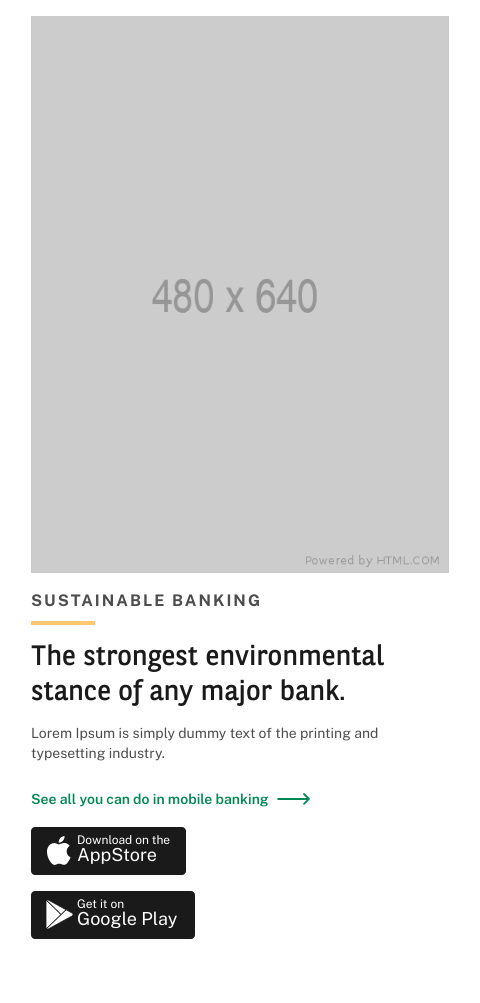 480 x 640
Powered by HTML.COM
SUSTAINABLE BANKING
The strongest environmental
stance of any major bank.
Lorem Ipsum is simply dummy text of the printing and
typesetting industry.
See all you can do in mobile banking
Download on the
AppStore
Get it on
Google Play